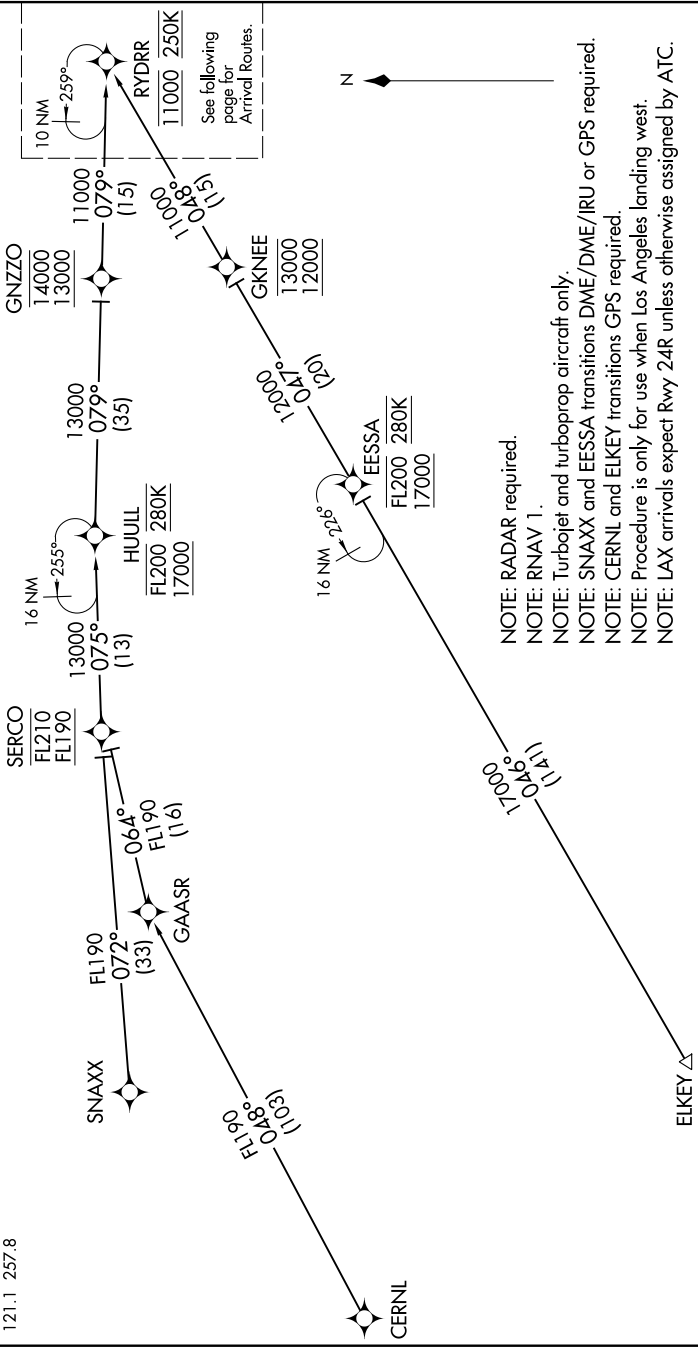 121.1 257.8
SNAXX
FL190
072°
(33)
CERNL
FL190
048°
(103)
GAASR
064°
FL190
(16)
SERCO
FL210
FL190
13000
075°
(13)
16 NM
255°
HUULL
FL200 280K
17000
13000
079°
(35)
GNZZO
14000
13000
11000
079°
(15)
10 NM
259°
RYDRR
11000 250K
See following
page for
Arrival Routes.
ELKEY
17000
046°
(141)
16 NM
226°
EESSA
FL200 280K
17000
12000
047°
(20)
GKNEE
13000
12000
11000
048°
(15)
N
NOTE: RADAR required.
NOTE: RNAV 1.
NOTE: Turbojet and turboprop aircraft only.
NOTE: SNAXX and EESSA transitions DME/DME/IRU or GPS required.
NOTE: CERNL and ELKEY transitions GPS required.
NOTE: Procedure is only for use when Los Angeles landing west.
NOTE: LAX arrivals expect Rwy 24R unless otherwise assigned by ATC.